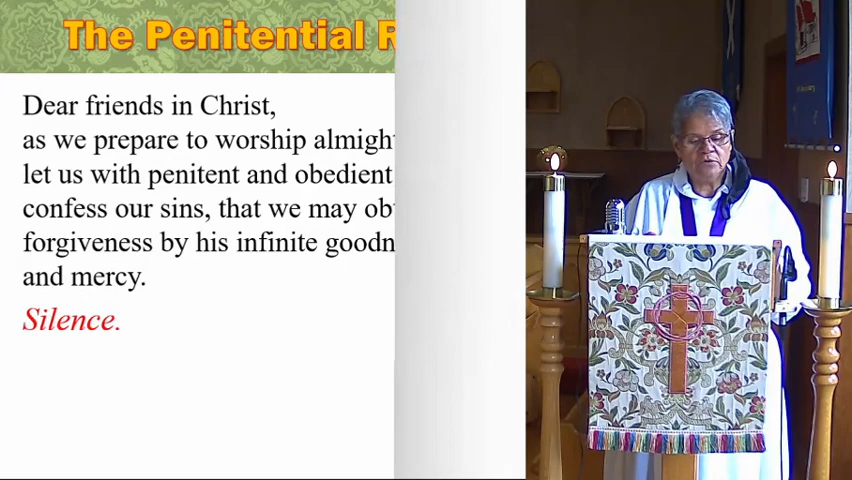 The Penitential
Dear friends in Christ,
as we prepare to worship
let us with penitent and obedient
confess our sins, that we may
forgiveness by his infinite
and mercy.
Silence.